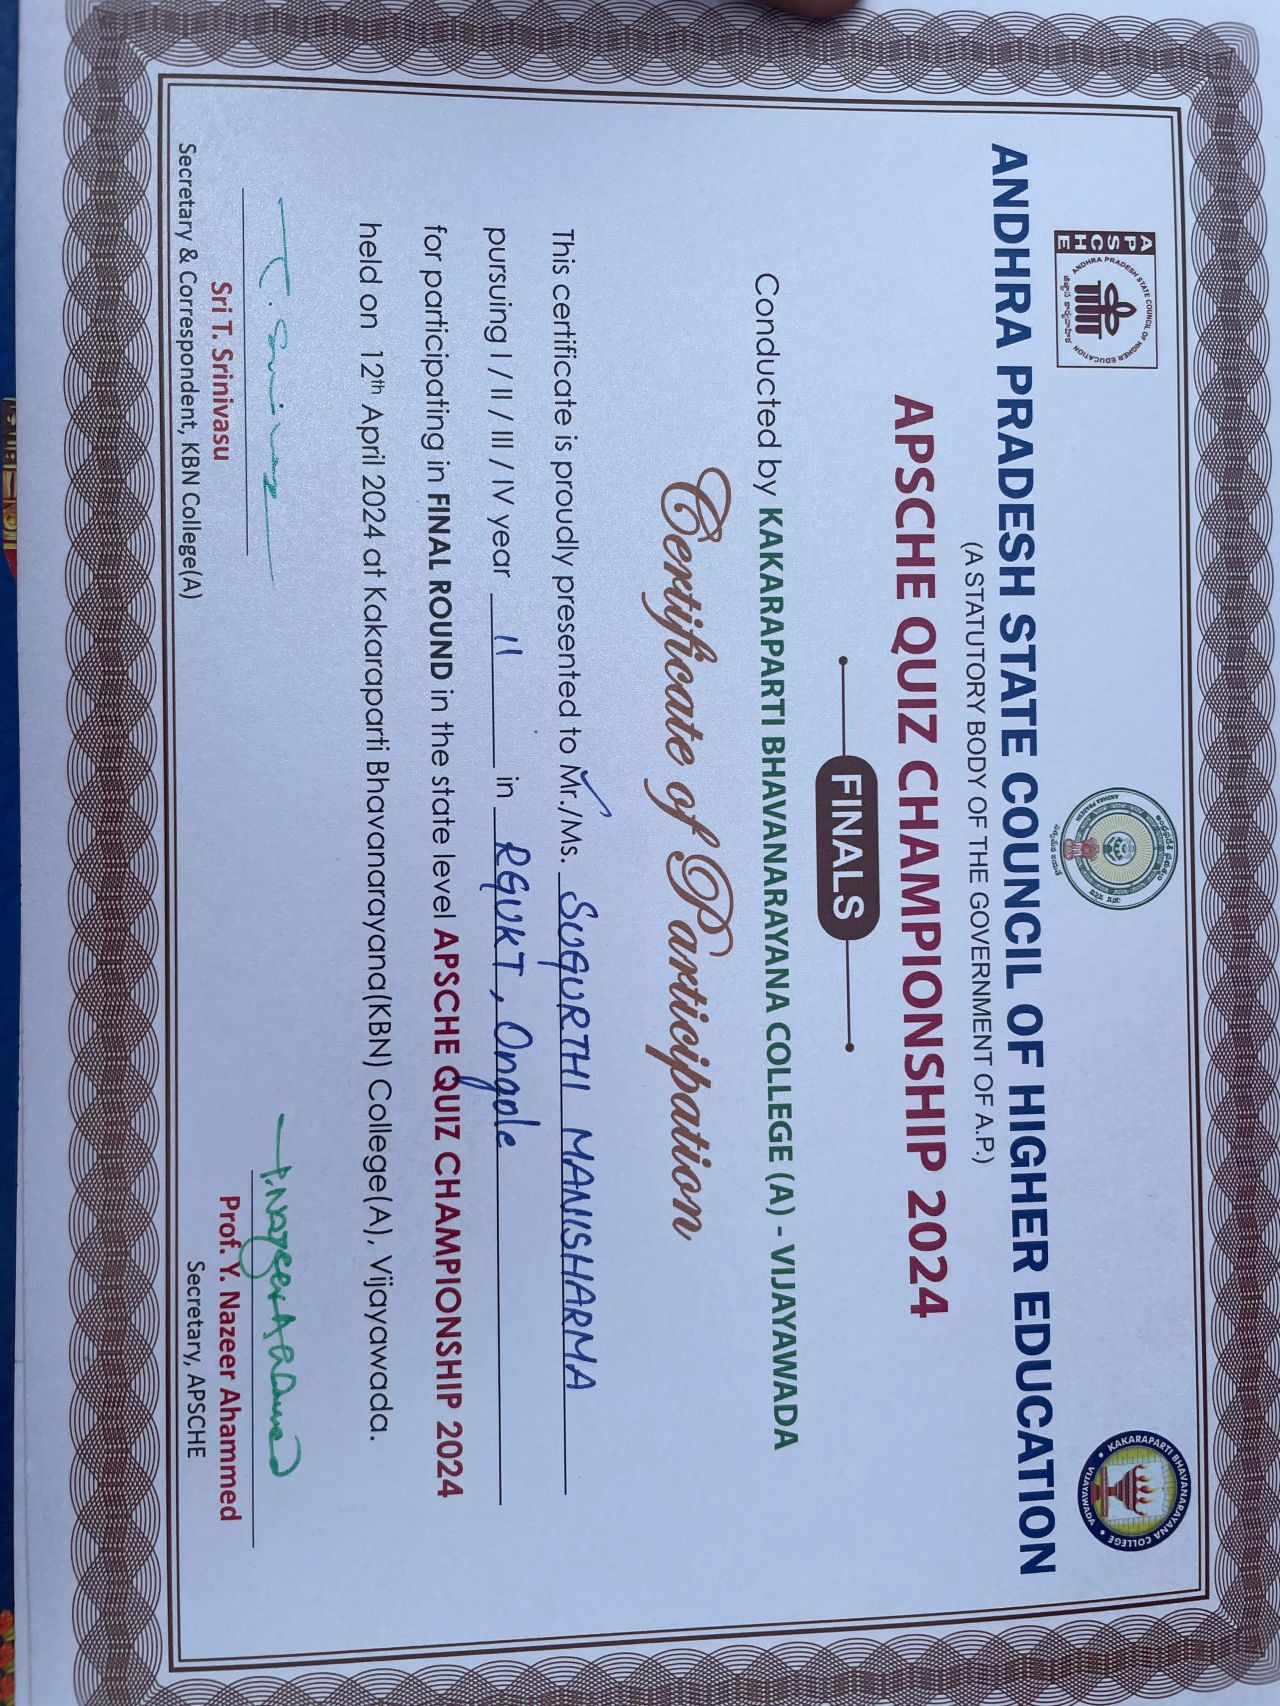 APSCHE
ANDHRA PRADESH STATE COUNCIL OF HIGHER EDUCATION
ANDHRA PRADESH
KAKARAPARTI BHAVANARAYANA COLLEGE
• VIJAYAWADA •
ANDHRA PRADESH STATE COUNCIL OF HIGHER EDUCATION
(A STATUTORY BODY OF THE GOVERNMENT OF A.P.)
APSCHE QUIZ CHAMPIONSHIP 2024
FINALS
Conducted by KAKARAPARTI BHAVANARAYANA COLLEGE (A) - VIJAYAWADA
Certificate of Participation
This certificate is proudly presented to Mr./Ms. SUGURTHI MANISHARMA
pursuing I / II / III / IV year II in RGUKT, Ongole
for participating in FINAL ROUND in the state level APSCHE QUIZ CHAMPIONSHIP 2024
held on 12th April 2024 at Kakaraparti Bhavanarayana(KBN) College(A), Vijayawada.
Sri T. Srinivasu
Secretary & Correspondent, KBN College(A)
Prof. Y. Nazeer Ahammed
Secretary, APSCHE